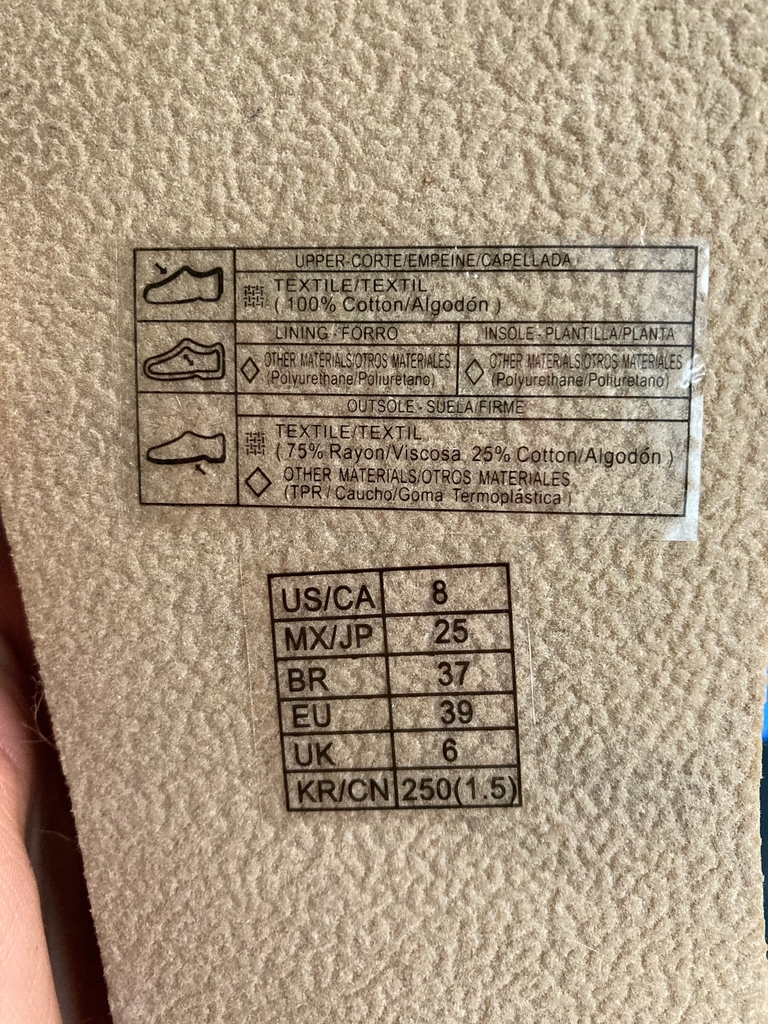 UPPER-CORTE/EMPEINE/CAPELLADA
TEXTILE/TEXTIL
( 100% Cotton/Algodón )
LINING - FORRO
INSOLE - PLANTILLA/PLANTA
OTHER MATERIALS/OTROS MATERIALES
(Polyurethane/Poliuretano)
OTHER MATERIALS/OTROS MATERIALES
(Polyurethane/Poliuretano)
OUTSOLE - SUELA/FIRME
TEXTILE/TEXTIL
( 75% Rayon/Viscosa 25% Cotton/Algodón )
OTHER MATERIALS/OTROS MATERIALES
(TPR / Caucho/Goma Termoplástica )
US/CA 8
MX/JP 25
BR 37
EU 39
UK 6
KR/CN 250(1.5)